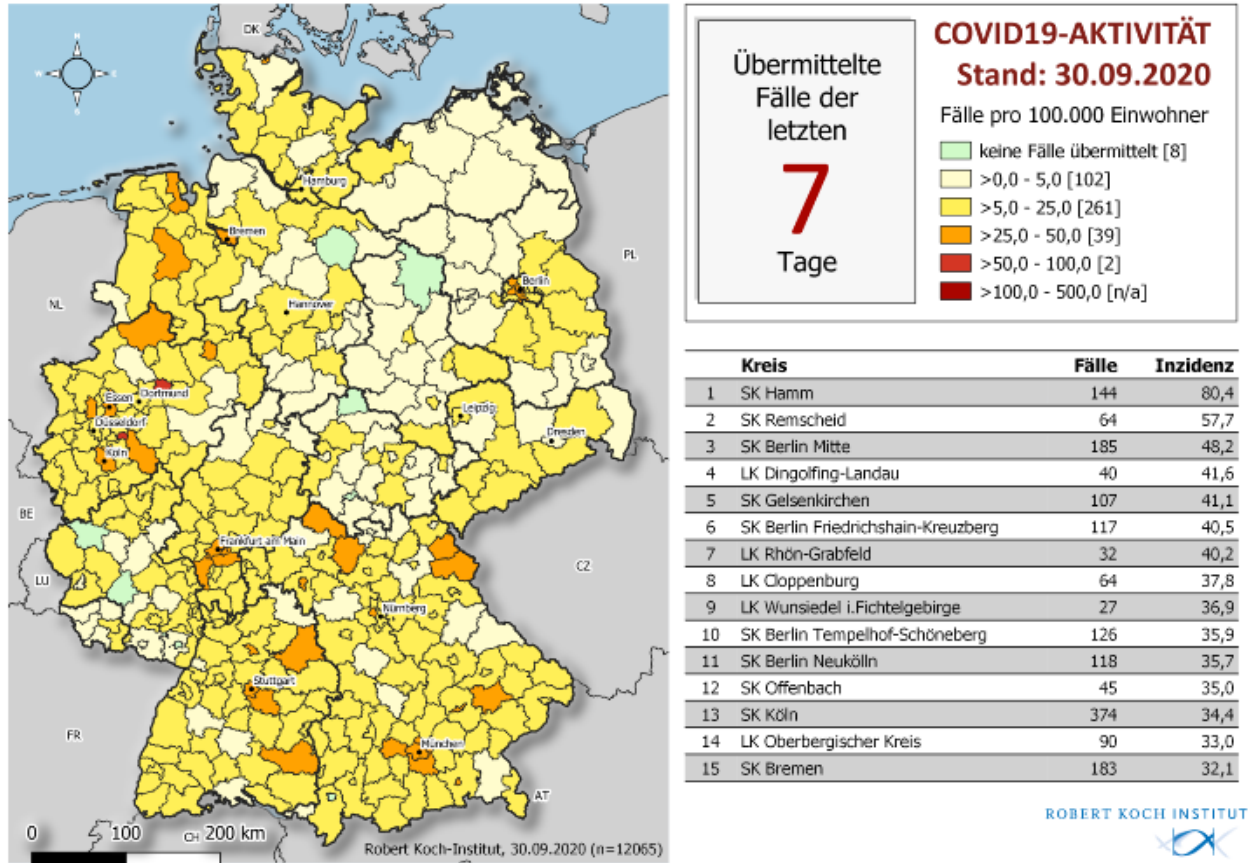 DK
N
W
E
S
Hamburg
Bremen
PL
Berlin
NL
Hannover
Essen
Dortmund
Düsseldorf
Leipzig
Dresden
Köln
BE
Frankfurt am Main
LU
CZ
Nürnberg
Stuttgart
FR
München
AT
CH
0 100 200 km
Robert Koch-Institut, 30.09.2020 (n=12065)
Übermittelte
Fälle der
letzten
7
Tage
COVID19-AKTIVITÄT
Stand: 30.09.2020
Fälle pro 100.000 Einwohner
keine Fälle übermittelt [8]
>0,0 - 5,0 [102]
>5,0 - 25,0 [261]
>25,0 - 50,0 [39]
>50,0 - 100,0 [2]
>100,0 - 500,0 [n/a]
Kreis Fälle Inzidenz
1 SK Hamm 144 80,4
2 SK Remscheid 64 57,7
3 SK Berlin Mitte 185 48,2
4 LK Dingolfing-Landau 40 41,6
5 SK Gelsenkirchen 107 41,1
6 SK Berlin Friedrichshain-Kreuzberg 117 40,5
7 LK Rhön-Grabfeld 32 40,2
8 LK Cloppenburg 64 37,8
9 LK Wunsiedel i.Fichtelgebirge 27 36,9
10 SK Berlin Tempelhof-Schöneberg 126 35,9
11 SK Berlin Neukölln 118 35,7
12 SK Offenbach 45 35,0
13 SK Köln 374 34,4
14 LK Oberbergischer Kreis 90 33,0
15 SK Bremen 183 32,1
ROBERT KOCH INSTITUT